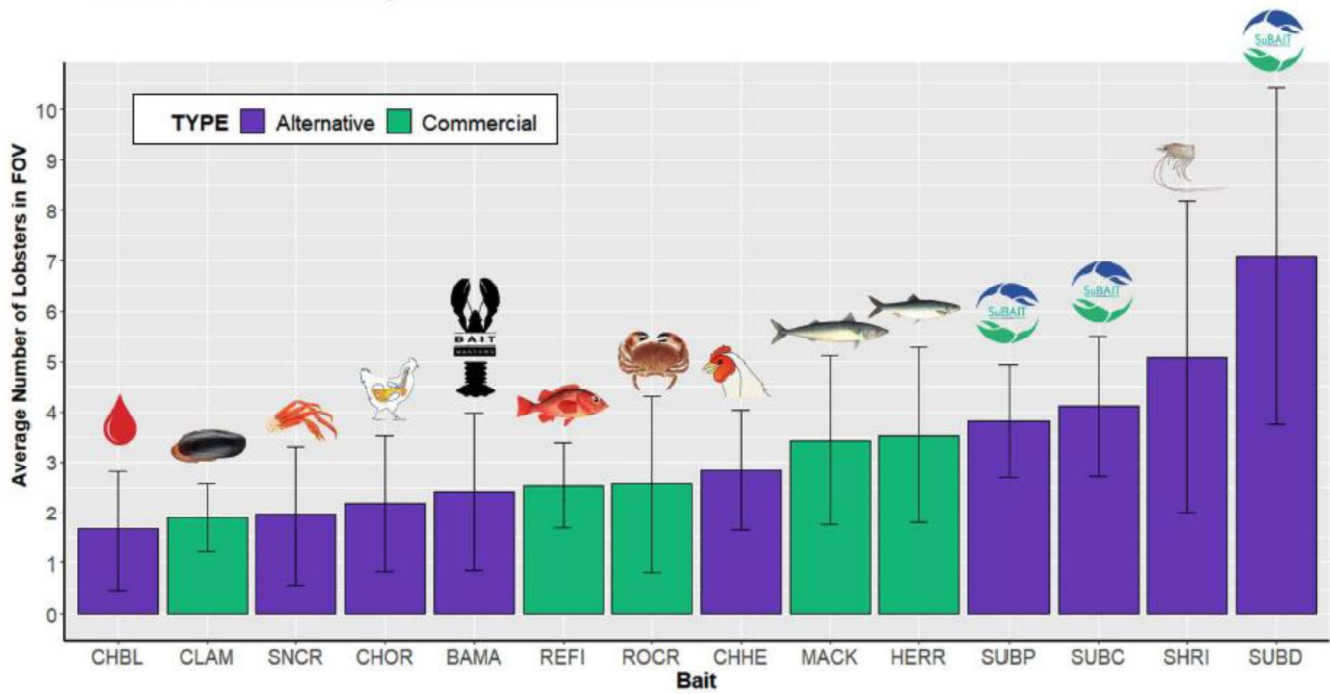 SuBAIT
10
TYPE Alternative Commercial
9
8
7
6
5
4
3
2
1
0
Average Number of Lobsters in FOV
BAIT
MASTERS
SuBAIT
SuBAIT
CHBL CLAM SNCR CHOR BAMA REFI ROCR CHHE MACK HERR SUBP SUBC SHRI SUBD
Bait